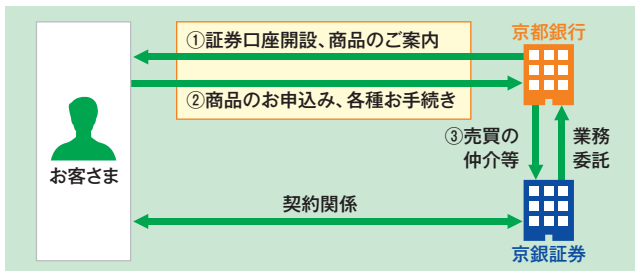 ①証券口座開設、商品のご案内
京都銀行
②商品のお申込み、各種お手続き
お客さま
③売買の
仲介等
業務
委託
契約関係
京銀証券